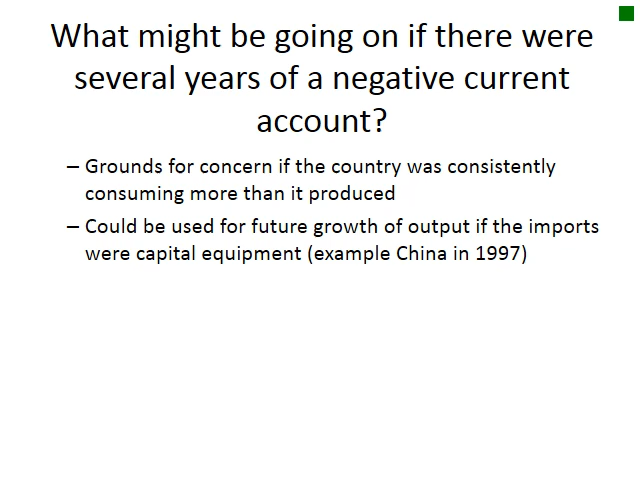 What might be going on if there were
several years of a negative current
account?
– Grounds for concern if the country was consistently
consuming more than it produced
– Could be used for future growth of output if the imports
were capital equipment (example China in 1997)